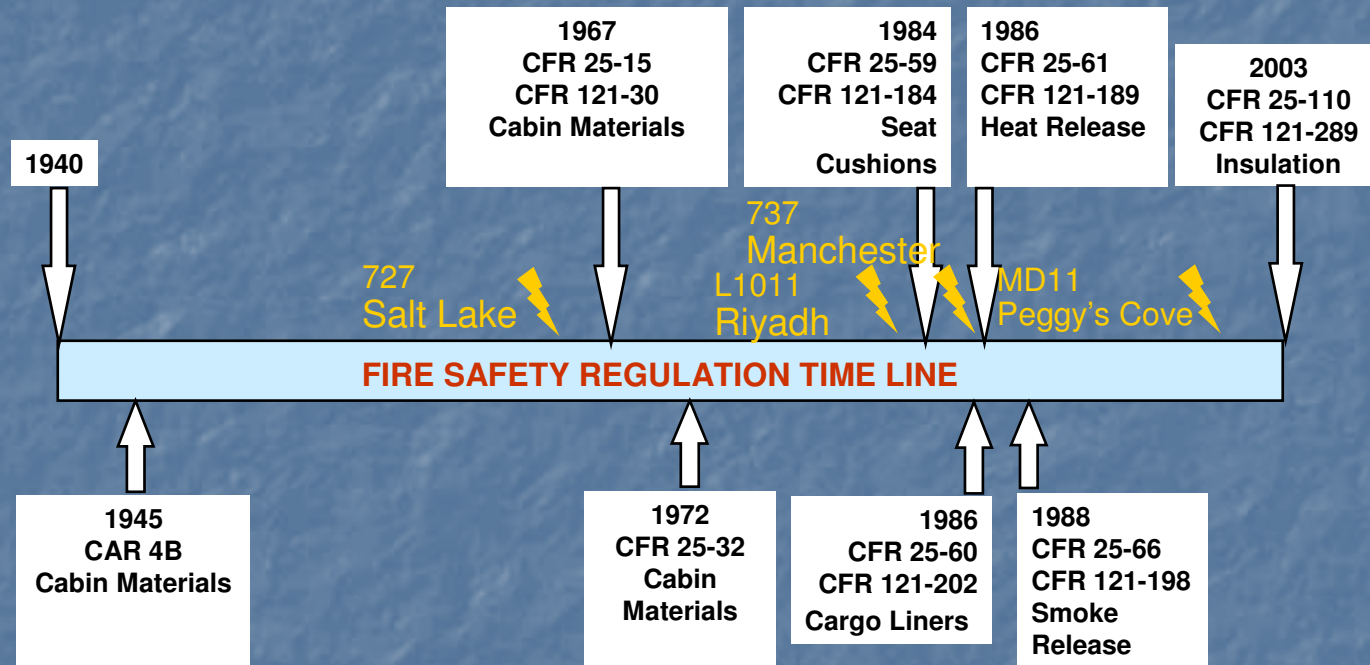 1967
CFR 25-15
CFR 121-30
Cabin Materials
1984
CFR 25-59
CFR 121-184
Seat
Cushions
1986
CFR 25-61
CFR 121-189
Heat Release
2003
CFR 25-110
CFR 121-289
Insulation
1940
727
Salt Lake
737
Manchester
L1011
Riyadh
MD11
Peggy's Cove
FIRE SAFETY REGULATION TIME LINE
1945
CAR 4B
Cabin Materials
1972
CFR 25-32
Cabin
Materials
1986
CFR 25-60
CFR 121-202
Cargo Liners
1988
CFR 25-66
CFR 121-198
Smoke
Release